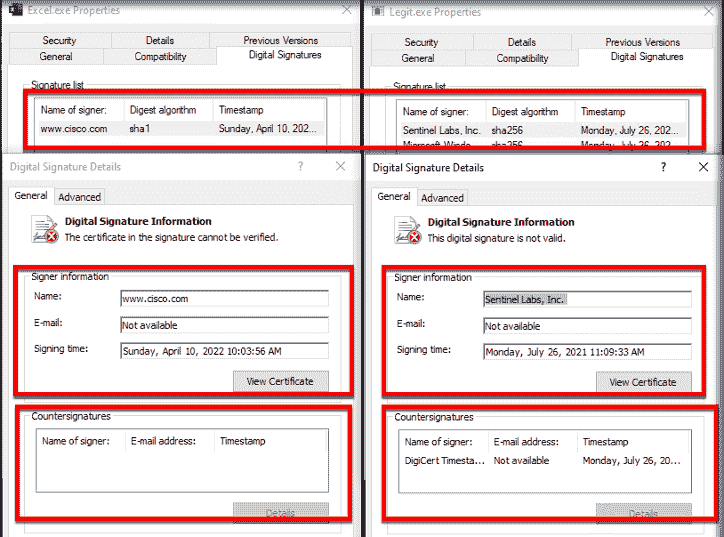 Excel.exe Properties
Security Details Previous Versions
General Compatibility Digital Signatures
Signature list
Name of signer: Digest algorithm Timestamp
www.cisco.com sha1 Sunday, April 10, 202...
Digital Signature Details ?
General Advanced
Digital Signature Information
The certificate in the signature cannot be verified.
Signer information
Name: www.cisco.com
E-mail: Not available
Signing time: Sunday, April 10, 2022 10:03:56 AM
View Certificate
Countersignatures
Name of signer: E-mail address: Timestamp
Details
Legit.exe Properties
Security Details Previous Versions
General Compatibility Digital Signatures
Signature list
Name of signer: Digest algorithm Timestamp
Sentinel Labs, Inc. sha256 Monday, July 26, 202...
Microsoft Windo... sha256 Monday, July 26, 202...
Digital Signature Details ?
General Advanced
Digital Signature Information
This digital signature is not valid.
Signer information
Name: Sentinel Labs, Inc.
E-mail: Not available
Signing time: Monday, July 26, 2021 11:09:33 AM
View Certificate
Countersignatures
Name of signer: E-mail address: Timestamp
DigiCert Timesta... Not available Monday, July 26, 20...
Details